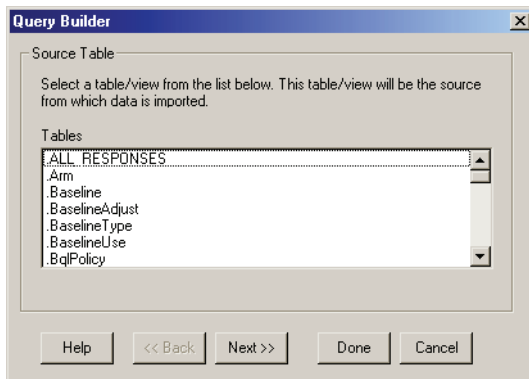 Query Builder
Source Table
Select a table/view from the list below. This table/view will be the source
from which data is imported.
Tables
.ALL_RESPONSES
.Arm
.Baseline
.BaselineAdjust
.BaselineType
.BaselineUse
.BqlPolicy
Help
<< Back
Next >>
Done
Cancel